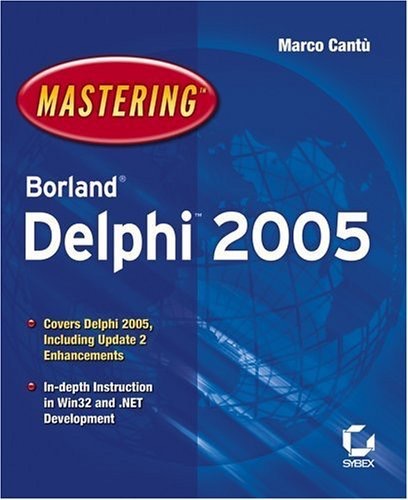 Marco Cantù
MASTERING™
Borland®
Delphi™ 2005
Covers Delphi 2005,
Including Update 2
Enhancements
In-depth Instruction
in Win32 and .NET
Development
SYBEX